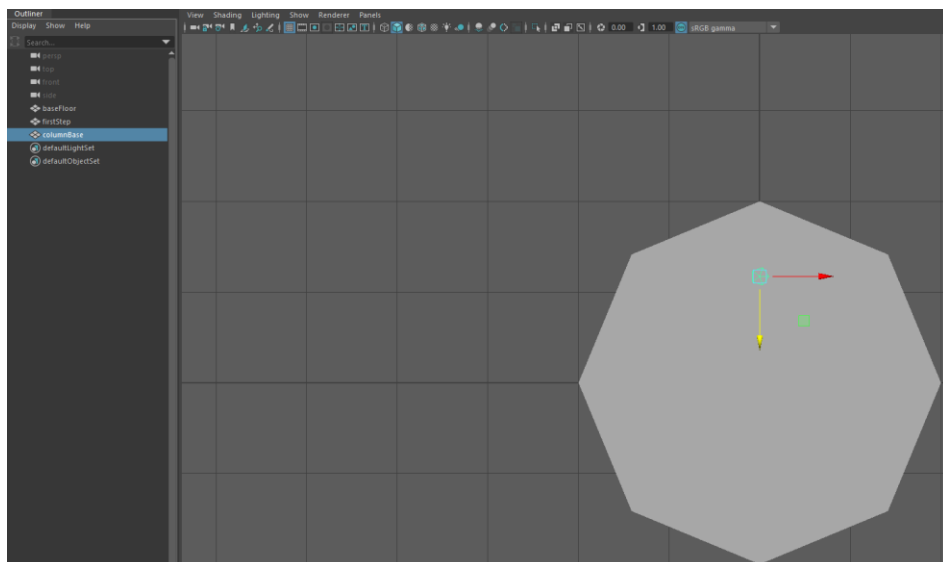 Outliner
Display Show Help
Search...
persp
top
front
side
baseFloor
firstStep
columnBase
defaultLightSet
defaultObjectSet
View Shading Lighting Show Renderer Panels
0.00 1.00 sRGB gamma